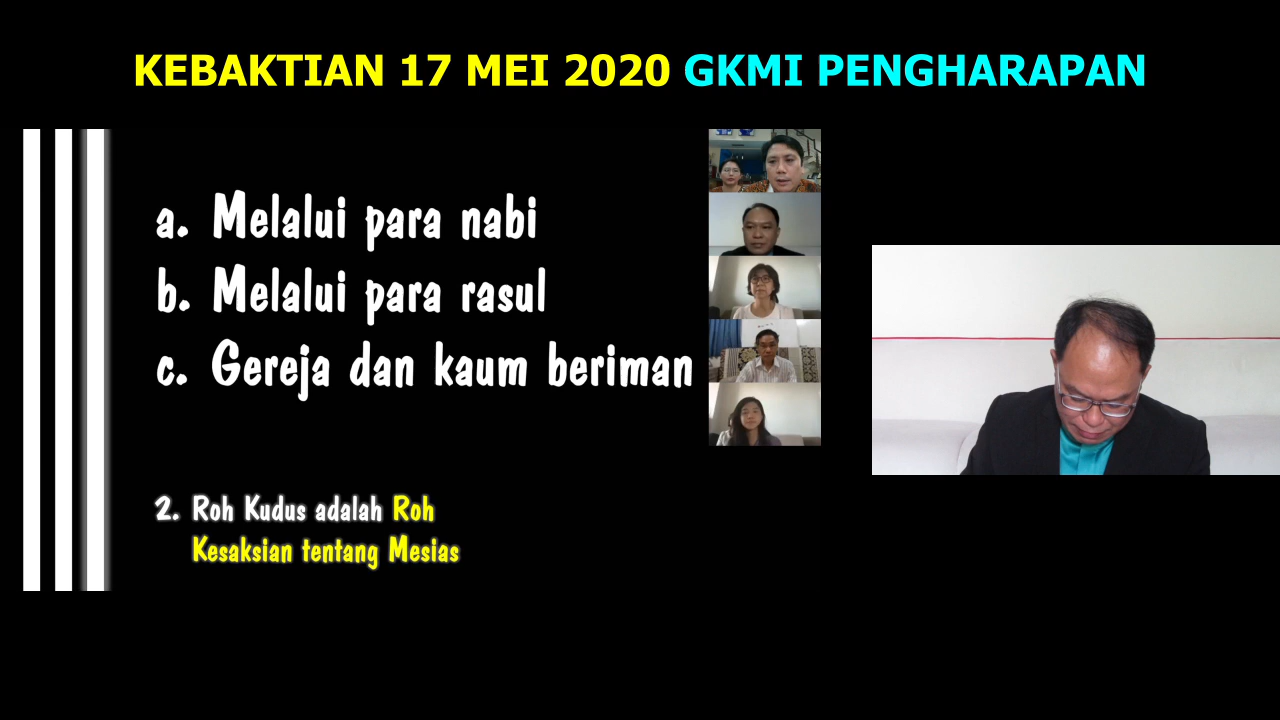 KEBAKTIAN 17 MEI 2020 GKMI PENGHARAPAN
a. Melalui para nabi
b. Melalui para rasul
c. Gereja dan kaum beriman
2. Roh Kudus adalah Roh
Kesaksian tentang Mesias